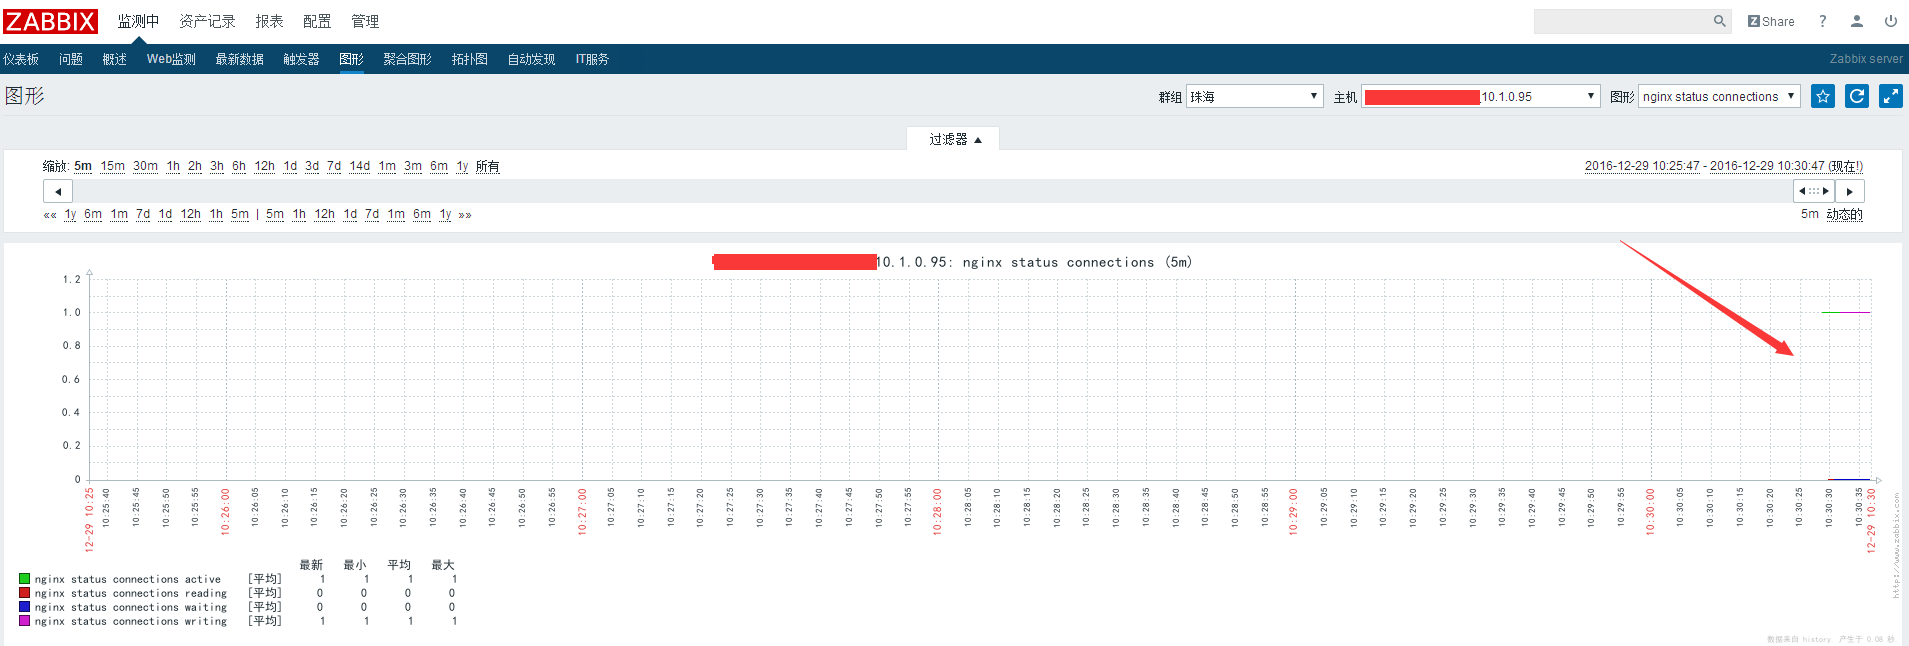 ZABBIX 监测中 资产记录 报表 配置 管理 Z Share ?
仪表板 问题 概述 Web监测 最新数据 触发器 图形 聚合图形 拓扑图 自动发现 IT服务 Zabbix server
图形 群组 珠海 主机 10.1.0.95 图形 nginx status connections
过滤器
缩放: 5m 15m 30m 1h 2h 3h 6h 12h 1d 3d 7d 14d 1m 3m 6m 1y 所有 2016-12-29 10:25:47 - 2016-12-29 10:30:47 (现在!)
«« 1y 6m 1m 7d 1d 12h 1h 5m | 5m 1h 12h 1d 7d 1m 6m 1y »» 5m 动态的
10.1.0.95: nginx status connections (5m)
1.2
1.0
0.8
0.6
0.4
0.2
0
12-29 10:25 10:25:40 10:25:45 10:25:50 10:25:55 10:26:00 10:26:05 10:26:10 10:26:15 10:26:20 10:26:25 10:26:30 10:26:35 10:26:40 10:26:45 10:26:50 10:26:55 10:27:00 10:27:05 10:27:10 10:27:15 10:27:20 10:27:25 10:27:30 10:27:35 10:27:40 10:27:45 10:27:50 10:27:55 10:28:00 10:28:05 10:28:10 10:28:15 10:28:20 10:28:25 10:28:30 10:28:35 10:28:40 10:28:45 10:28:50 10:28:55 10:29:00 10:29:05 10:29:10 10:29:15 10:29:20 10:29:25 10:29:30 10:29:35 10:29:40 10:29:45 10:29:50 10:29:55 10:30:00 10:30:05 10:30:10 10:30:15 10:30:20 10:30:25 10:30:30 10:30:35 12-29 10:30
http://www.zabbix.com
最新 最小 平均 最大
nginx status connections active [平均] 1 1 1 1
nginx status connections reading [平均] 0 0 0 0
nginx status connections waiting [平均] 0 0 0 0
nginx status connections writing [平均] 1 1 1 1
数据来自 history. 产生于 0.08 秒